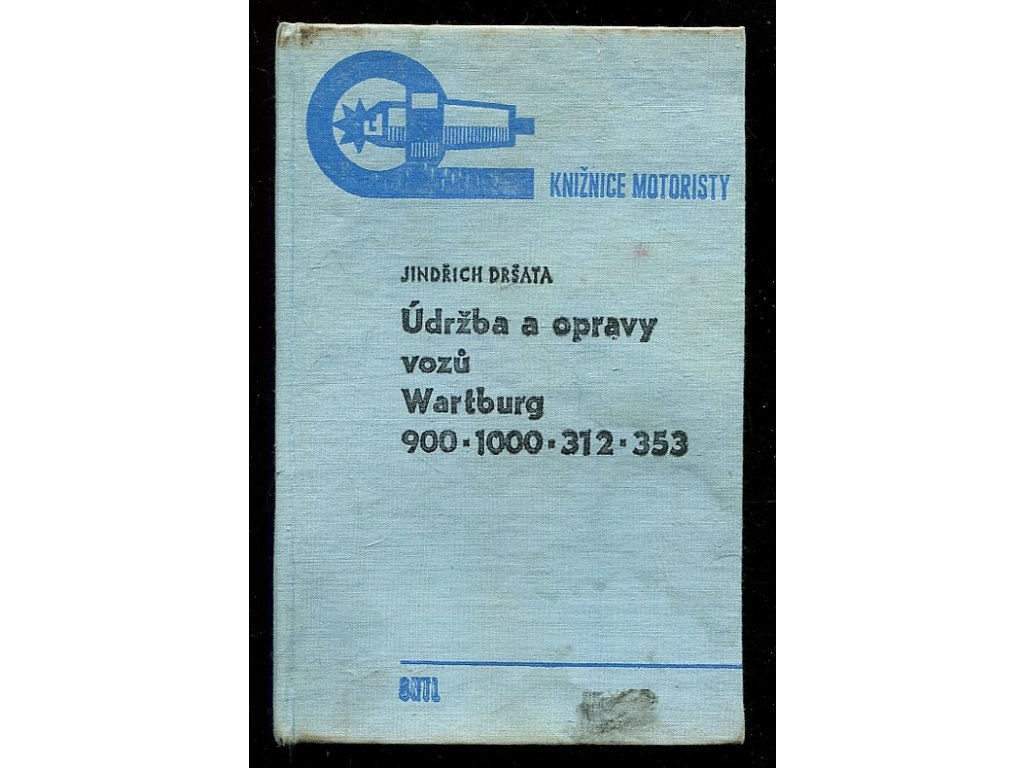 KNIŽNICE MOTORISTY
JINDŘICH DRŠATA
Údržba a opravy
vozů
Wartburg
900·1000·312·353
SNTL